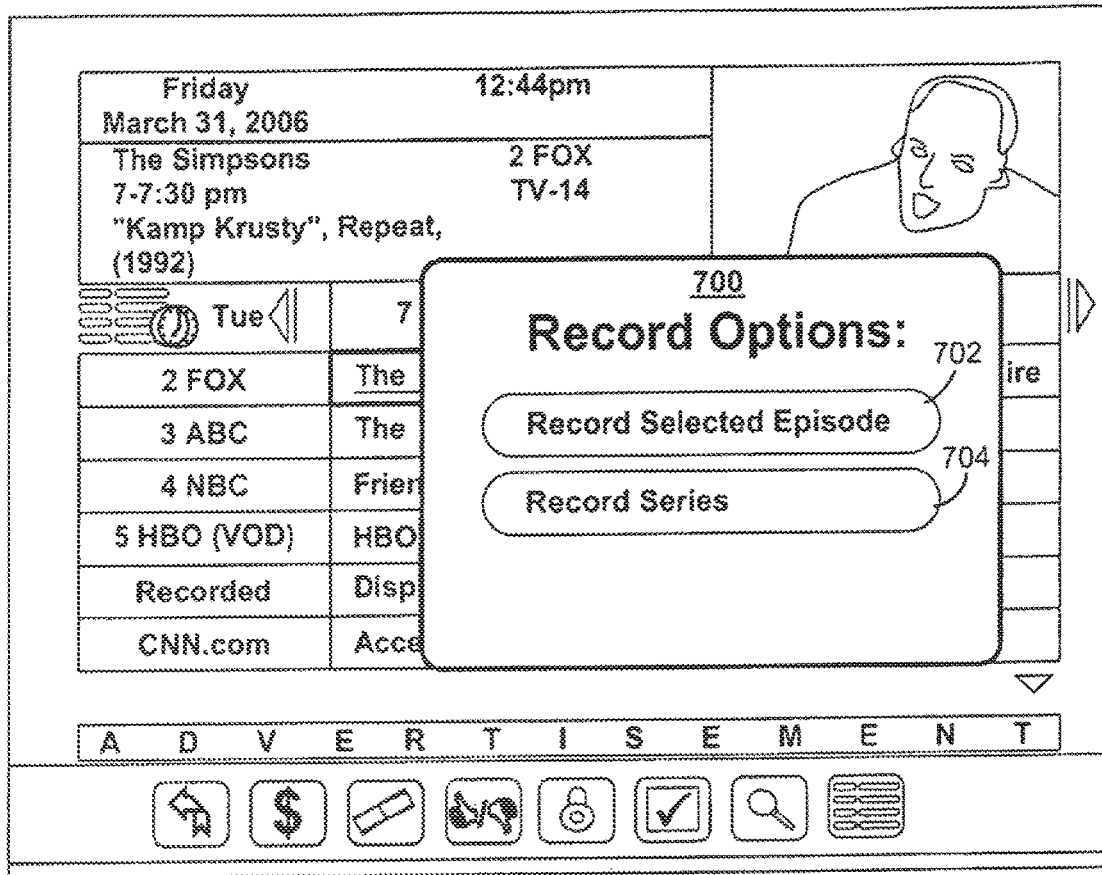 Friday 12:44pm
March 31, 2006
The Simpsons 2 FOX
7-7:30 pm TV-14
"Kamp Krusty", Repeat,
(1992)
Tue 7
700
Record Options:
702
Record Selected Episode
704
Record Series
2 FOX The ire
3 ABC The
4 NBC Frien
5 HBO (VOD) HBO
Recorded Disp
CNN.com Acce
A D V E R T I S E M E N T
$